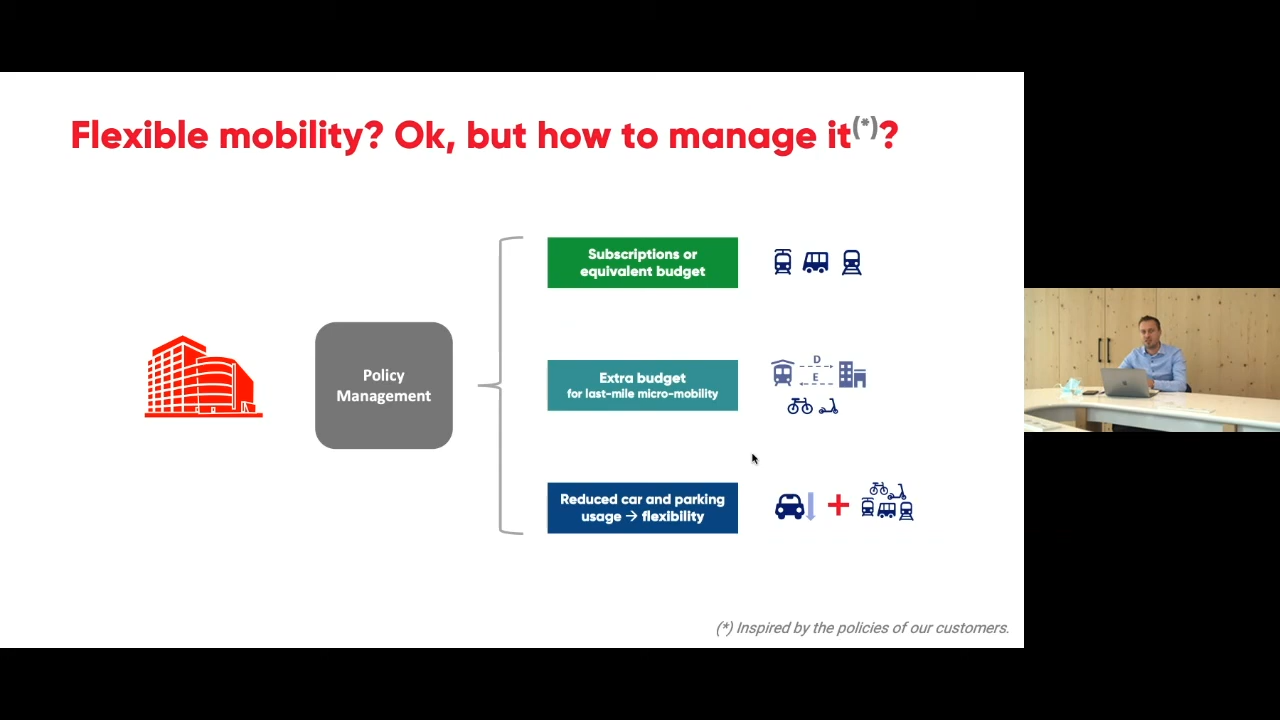 Flexible mobility? Ok, but how to manage it(*)?
Subscriptions or
equivalent budget
Policy
Management
Extra budget
for last-mile micro-mobility
D
E
Reduced car and parking
usage → flexibility
(*) Inspired by the policies of our customers.